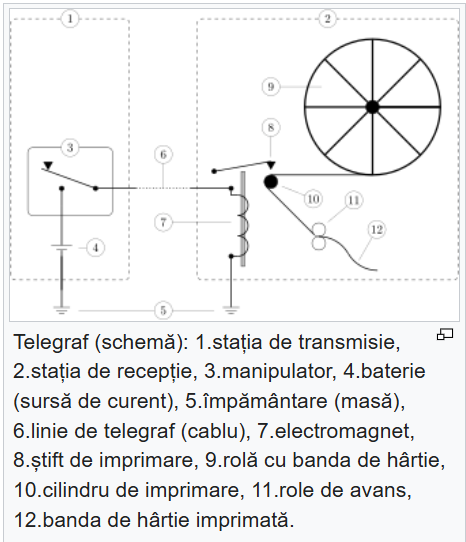 1
2
9
3
8
6
10
11
7
12
4
5
Telegraf (schemă): 1.stația de transmisie,
2.stația de recepție, 3.manipulator, 4.baterie
(sursă de curent), 5.împământare (masă),
6.linie de telegraf (cablu), 7.electromagnet,
8.știft de imprimare, 9.rolă cu banda de hârtie,
10.cilindru de imprimare, 11.role de avans,
12.banda de hârtie imprimată.